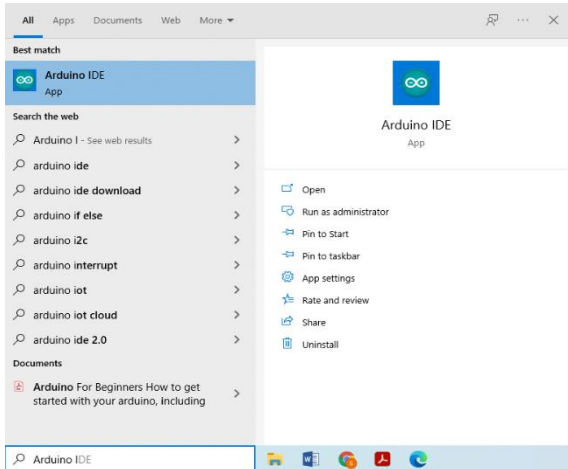 All Apps Documents Web More
Best match
Arduino IDE
App
Search the web
Arduino I - See web results
arduino ide
arduino ide download
arduino if else
arduino i2c
arduino interrupt
arduino iot
arduino iot cloud
arduino ide 2.0
Documents
Arduino For Beginners How to get
started with your arduino, including
Arduino IDE
Arduino IDE
App
Open
Run as administrator
Pin to Start
Pin to taskbar
App settings
Rate and review
Share
Uninstall